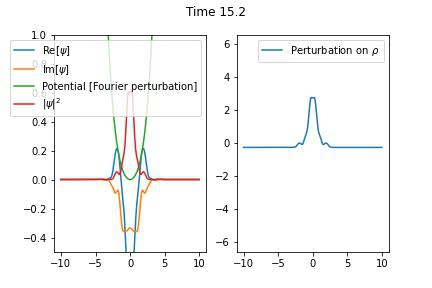 Time 15.2
Re[ψ]
Im[ψ]
Potential [Fourier perturbation]
|ψ|²
1.0
0.8
0.6
0.4
0.2
0.0
−0.2
−0.4
−10 −5 0 5 10
Perturbation on ρ
6
4
2
0
−2
−4
−6
−10 −5 0 5 10